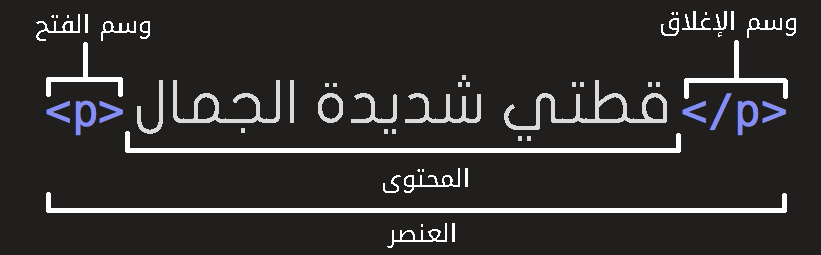 وسم الفتح
وسم الإغلاق
<p>قطتي شديدة الجمال</p>
المحتوى
العنصر